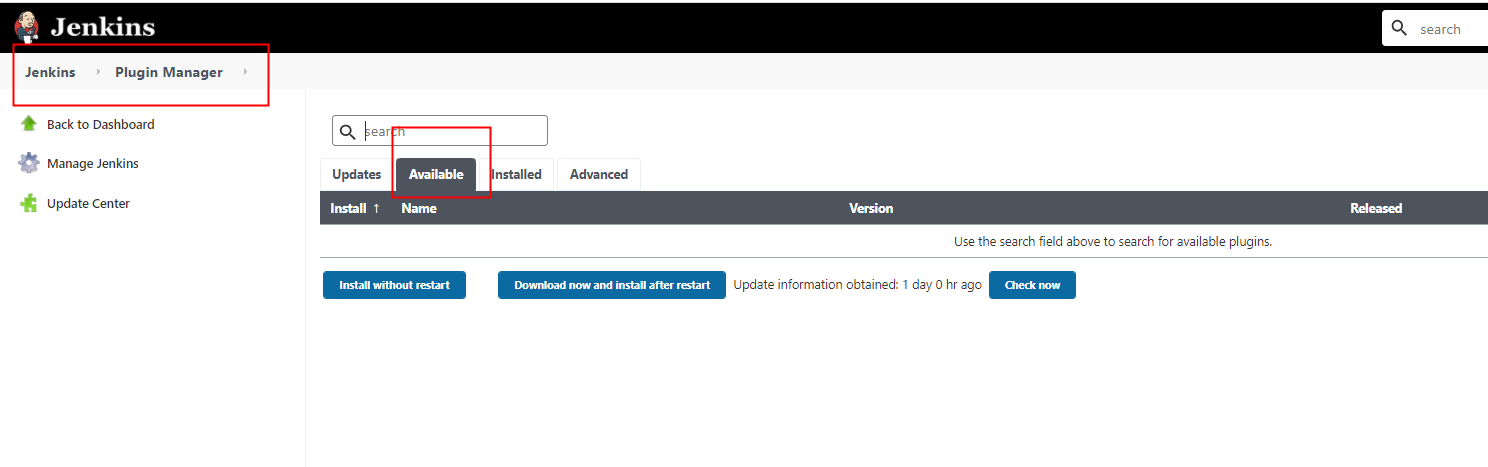 Jenkins
search
Jenkins Plugin Manager
Back to Dashboard
Manage Jenkins
Update Center
search
Updates Available Installed Advanced
Install ↑ Name Version Released
Use the search field above to search for available plugins.
Install without restart Download now and install after restart Update information obtained: 1 day 0 hr ago Check now